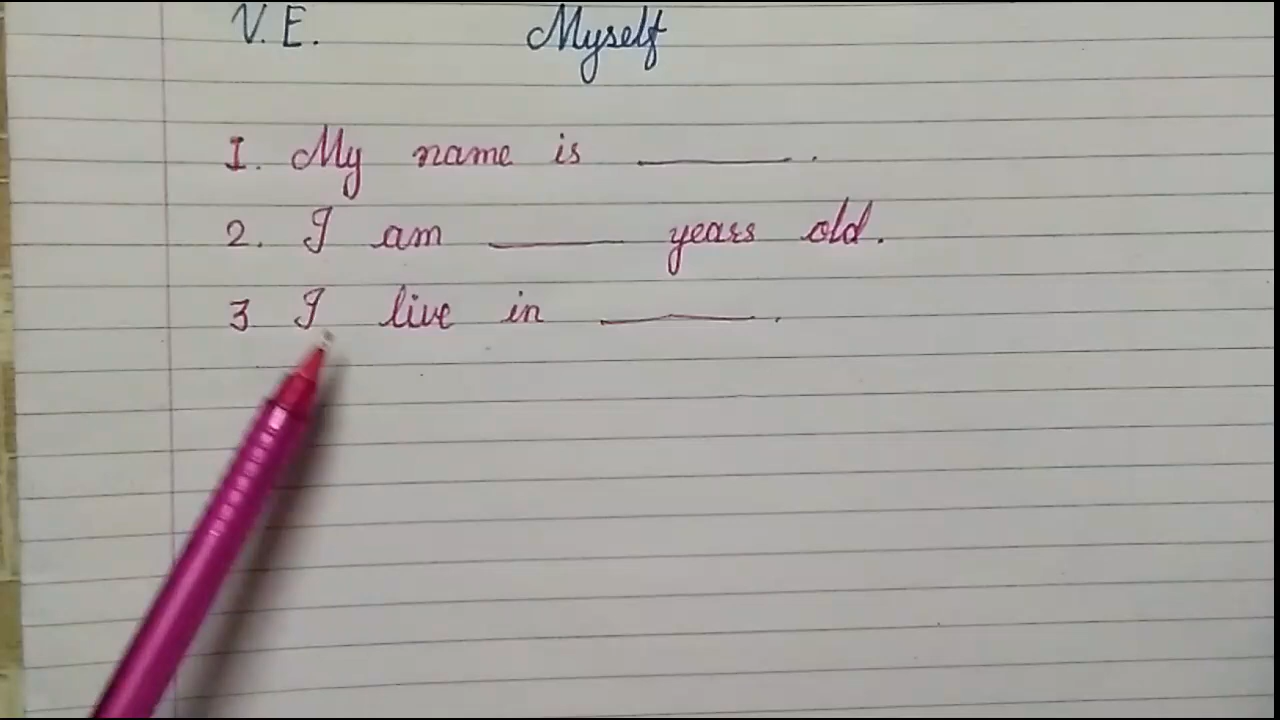 V.E. Myself
1. My name is ______.
2. I am ______ years old.
3 I live in ______.